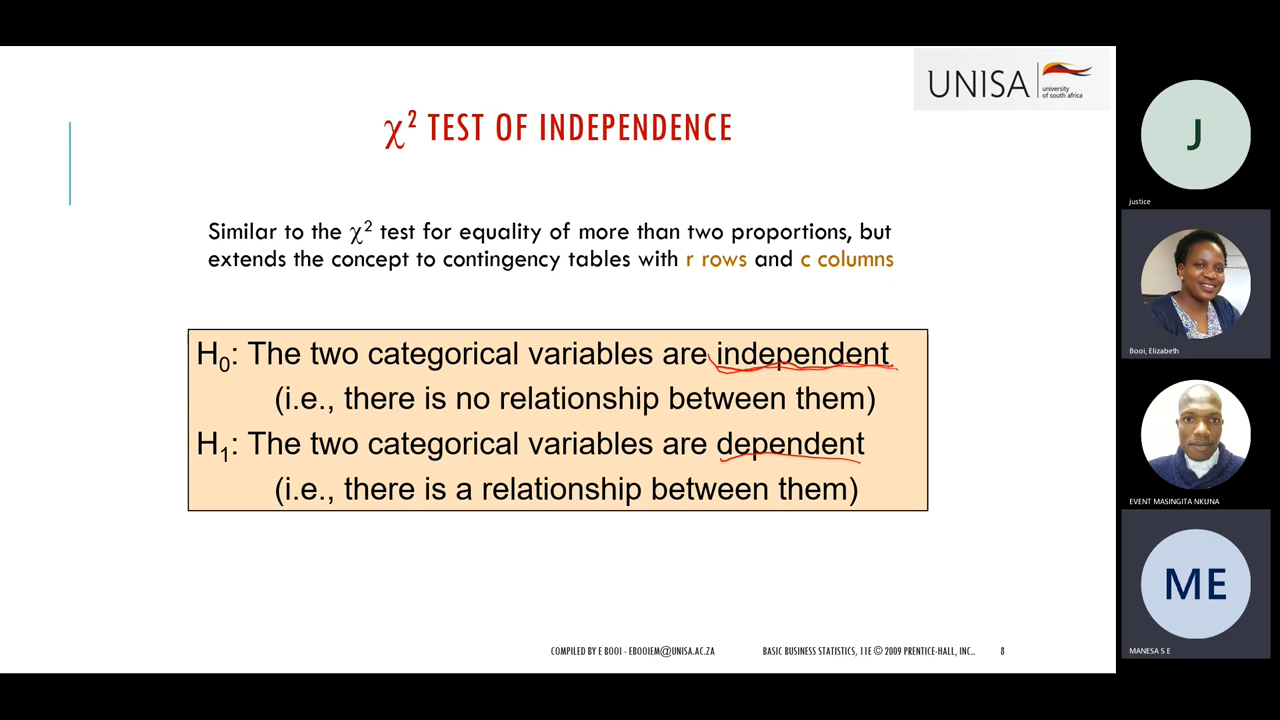 UNISA
university
of south africa
χ² TEST OF INDEPENDENCE
Similar to the χ² test for equality of more than two proportions, but
extends the concept to contingency tables with r rows and c columns
H₀: The two categorical variables are independent
(i.e., there is no relationship between them)
H₁: The two categorical variables are dependent
(i.e., there is a relationship between them)
COMPILED BY E BOOI - EBOOIEM@UNISA.AC.ZA
BASIC BUSINESS STATISTICS, 11E © 2009 PRENTICE-HALL, INC..
8
J
justice
Booi, Elizabeth
EVENT MASINGITA NKUNA
ME
MANESA S E